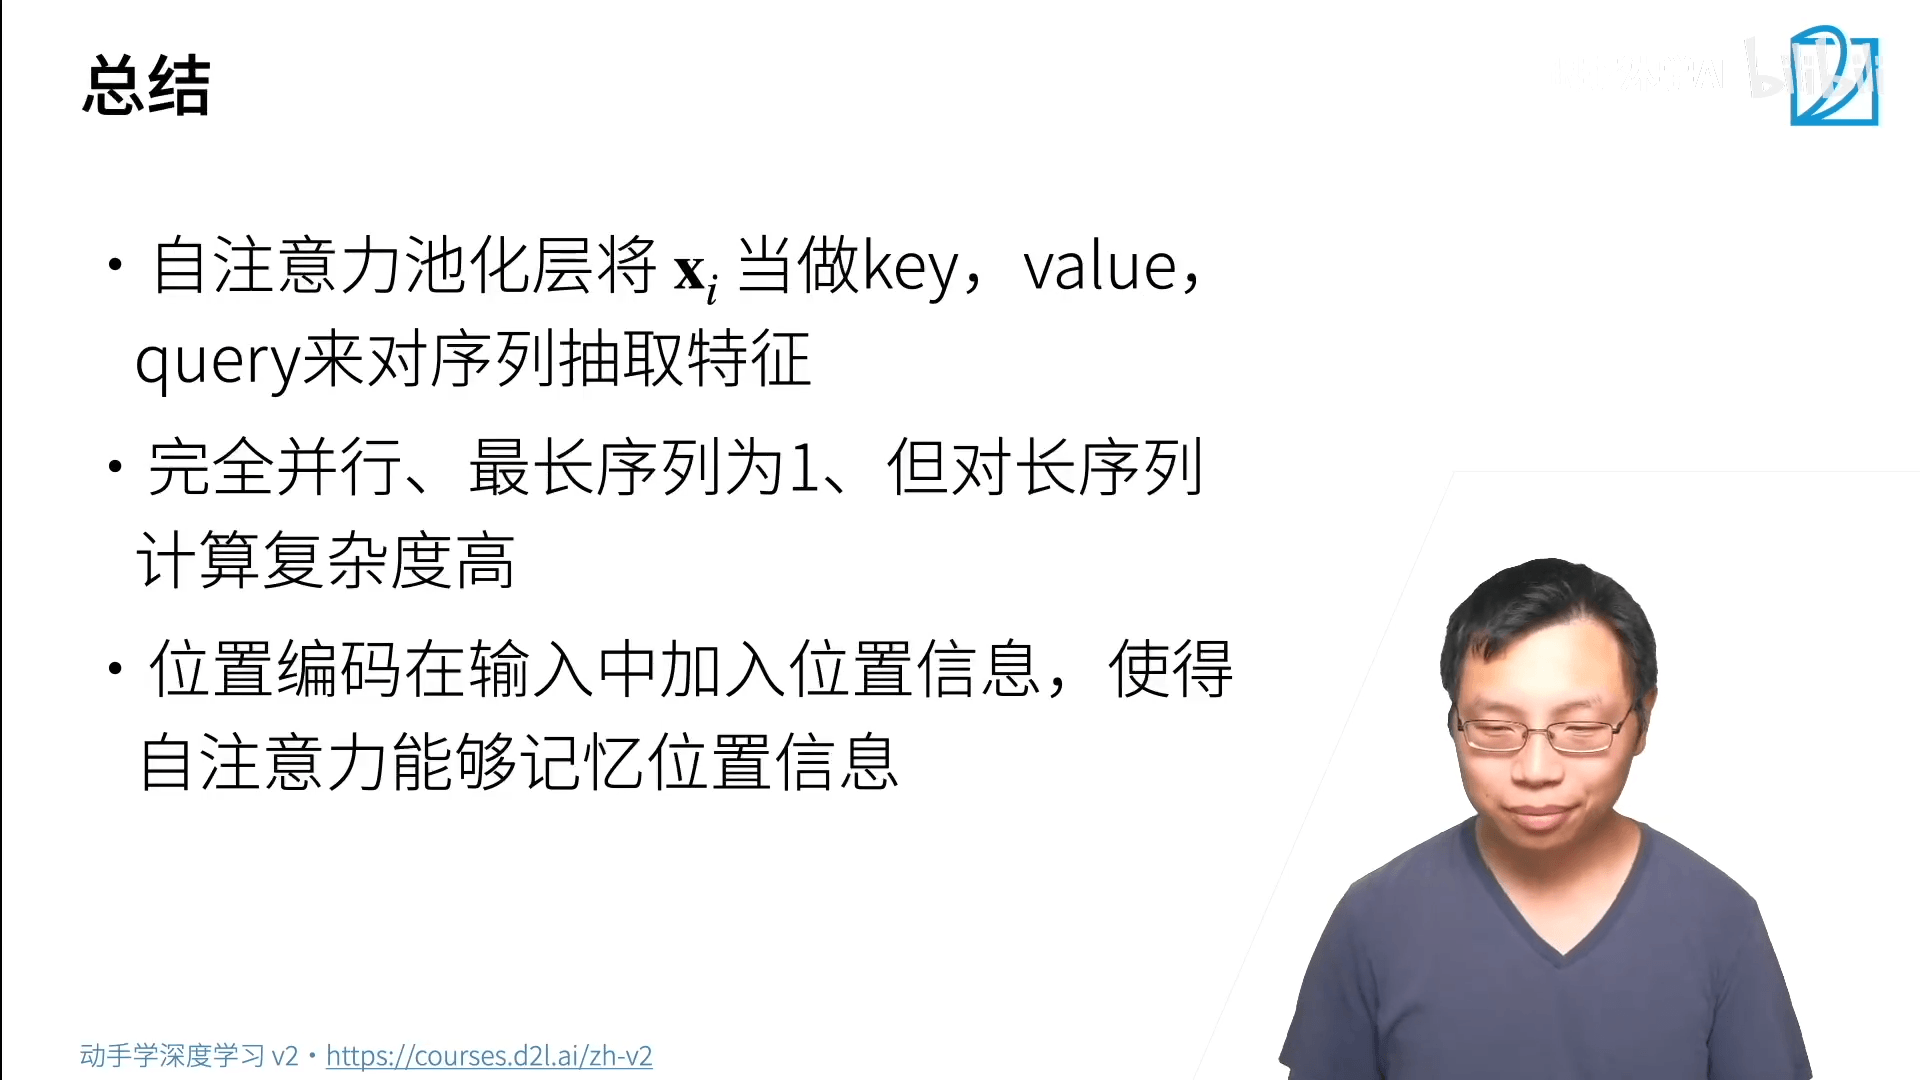 总结
• 自注意力池化层将 xᵢ 当做key，value，
query来对序列抽取特征
• 完全并行、最长序列为1、但对长序列
计算复杂度高
• 位置编码在输入中加入位置信息，使得
自注意力能够记忆位置信息
动手学深度学习 v2 • https://courses.d2l.ai/zh-v2
bilibili